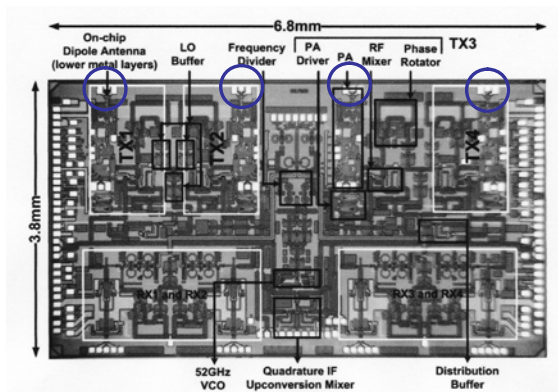 6.8mm
On-chip
Dipole Antenna
(lower metal layers)
LO
Buffer
Frequency
Divider
PA
Driver
PA
RF
Mixer
Phase
Rotator
TX3
TX1
TX2
TX4
3.8mm
RX1 and RX2
RX3 and RX4
52GHz
VCO
Quadrature IF
Upconversion Mixer
Distribution
Buffer